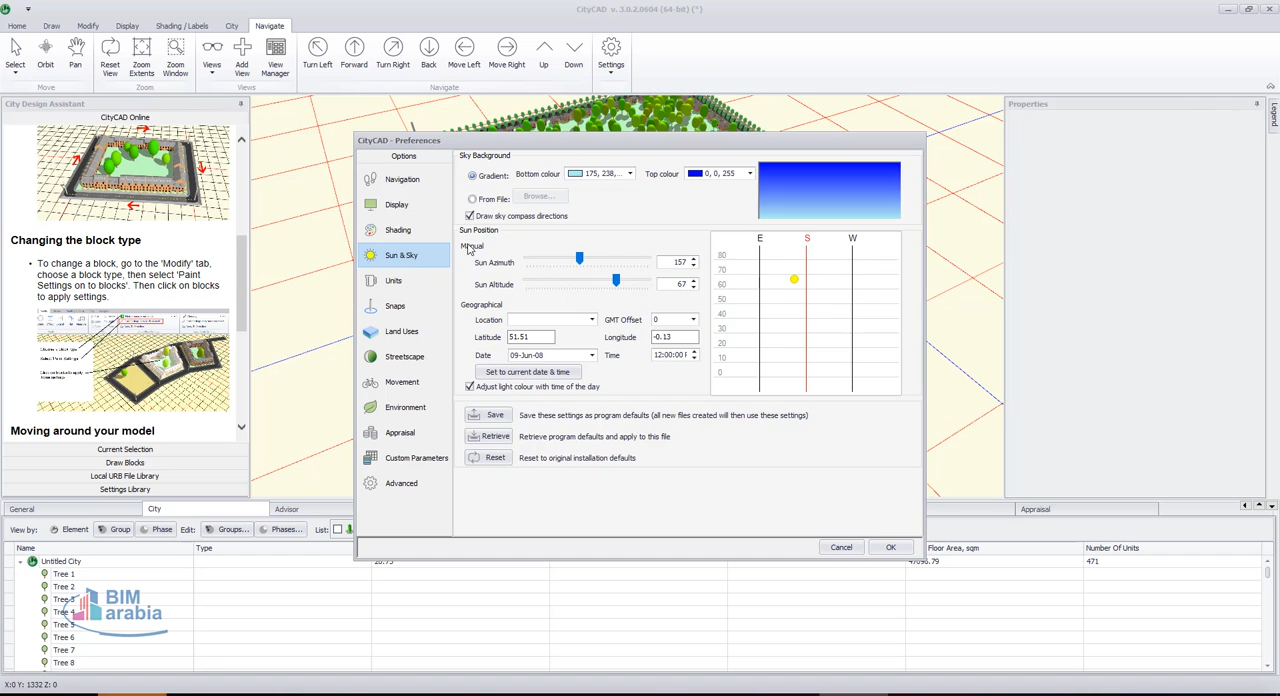 CityCAD v. 3.0.2.0604 (64-bit) (*)
Home Draw Modify Display Shading / Labels City Navigate
Select Orbit Pan Reset View Zoom Extents Zoom Window Views Add View View Manager Turn Left Forward Turn Right Back Move Left Move Right Up Down Settings
Move Zoom Views Navigate
City Design Assistant
CityCAD Online
Changing the block type
• To change a block, go to the 'Modify' tab,
choose a block type, then select 'Paint
Settings on to blocks'. Then click on blocks
to apply settings.
Moving around your model
Current Selection
Draw Blocks
Local URB File Library
Settings Library
CityCAD - Preferences
Options
Navigation
Display
Shading
Sun & Sky
Units
Snaps
Land Uses
Streetscape
Movement
Environment
Appraisal
Custom Parameters
Advanced
Sky Background
Gradient: Bottom colour 175, 238,... Top colour 0, 0, 255
From File: Browse...
Draw sky compass directions
Sun Position
Manual
Sun Azimuth 157
Sun Altitude 67
Geographical
Location GMT Offset 0
Latitude 51.51 Longitude -0.13
Date 09-Jun-08 Time 12:00:00
Set to current date & time
Adjust light colour with time of the day
E S W
80
70
60
50
40
30
20
10
0
Save Save these settings as program defaults (all new files created will then use these settings)
Retrieve Retrieve program defaults and apply to this file
Reset Reset to original installation defaults
Cancel OK
Properties
Legend
General City Advisor Appraisal
View by: Element Group Phase Edit: Groups... Phases... List:
Name Type Floor Area, sqm Number Of Units
Untitled City 471
Tree 1
Tree 2
Tree 3
Tree 4
Tree 5
Tree 6
Tree 7
Tree 8
BIM
arabia
X:0 Y: 1332 Z: 0